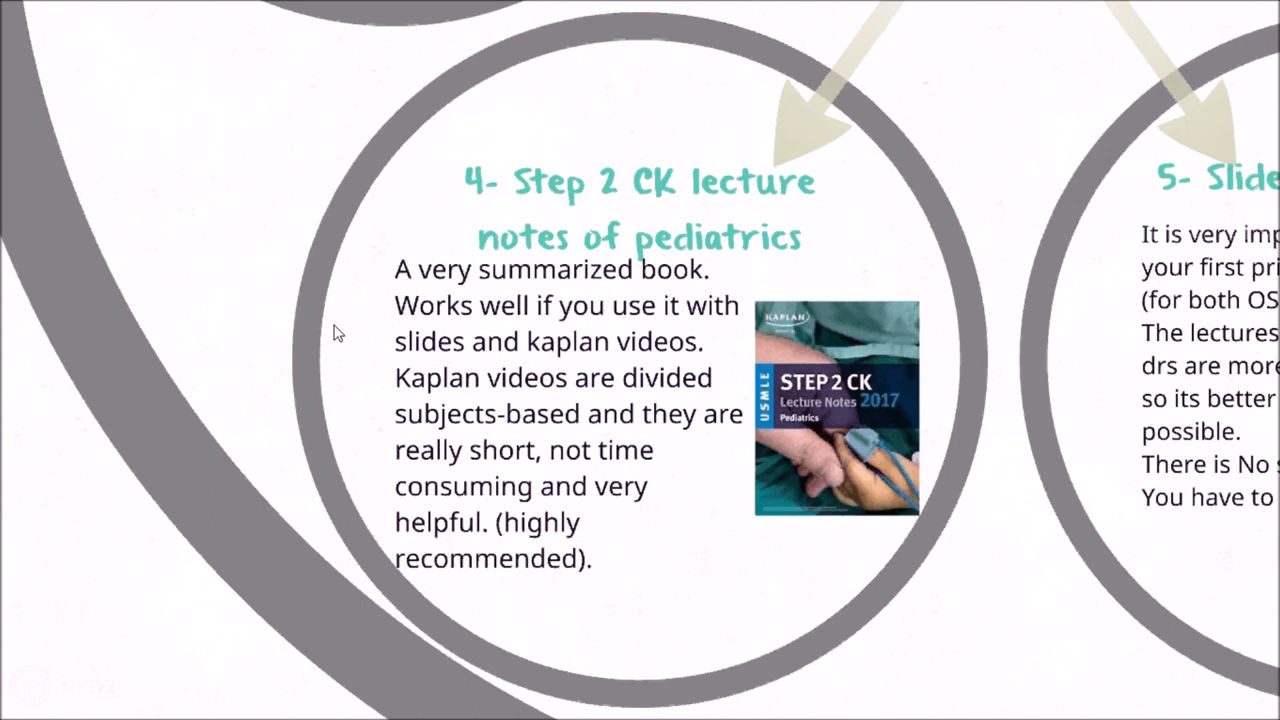 4- Step 2 CK lecture
notes of pediatrics
A very summarized book.
Works well if you use it with
slides and kaplan videos.
Kaplan videos are divided
subjects-based and they are
really short, not time
consuming and very
helpful. (highly
recommended).
KAPLAN
USMLE
STEP 2 CK
Lecture Notes 2017
Pediatrics
5- Slide
It is very imp
your first pri
(for both OS
The lectures
drs are more
so its better
possible.
There is No
You have to
Prezi